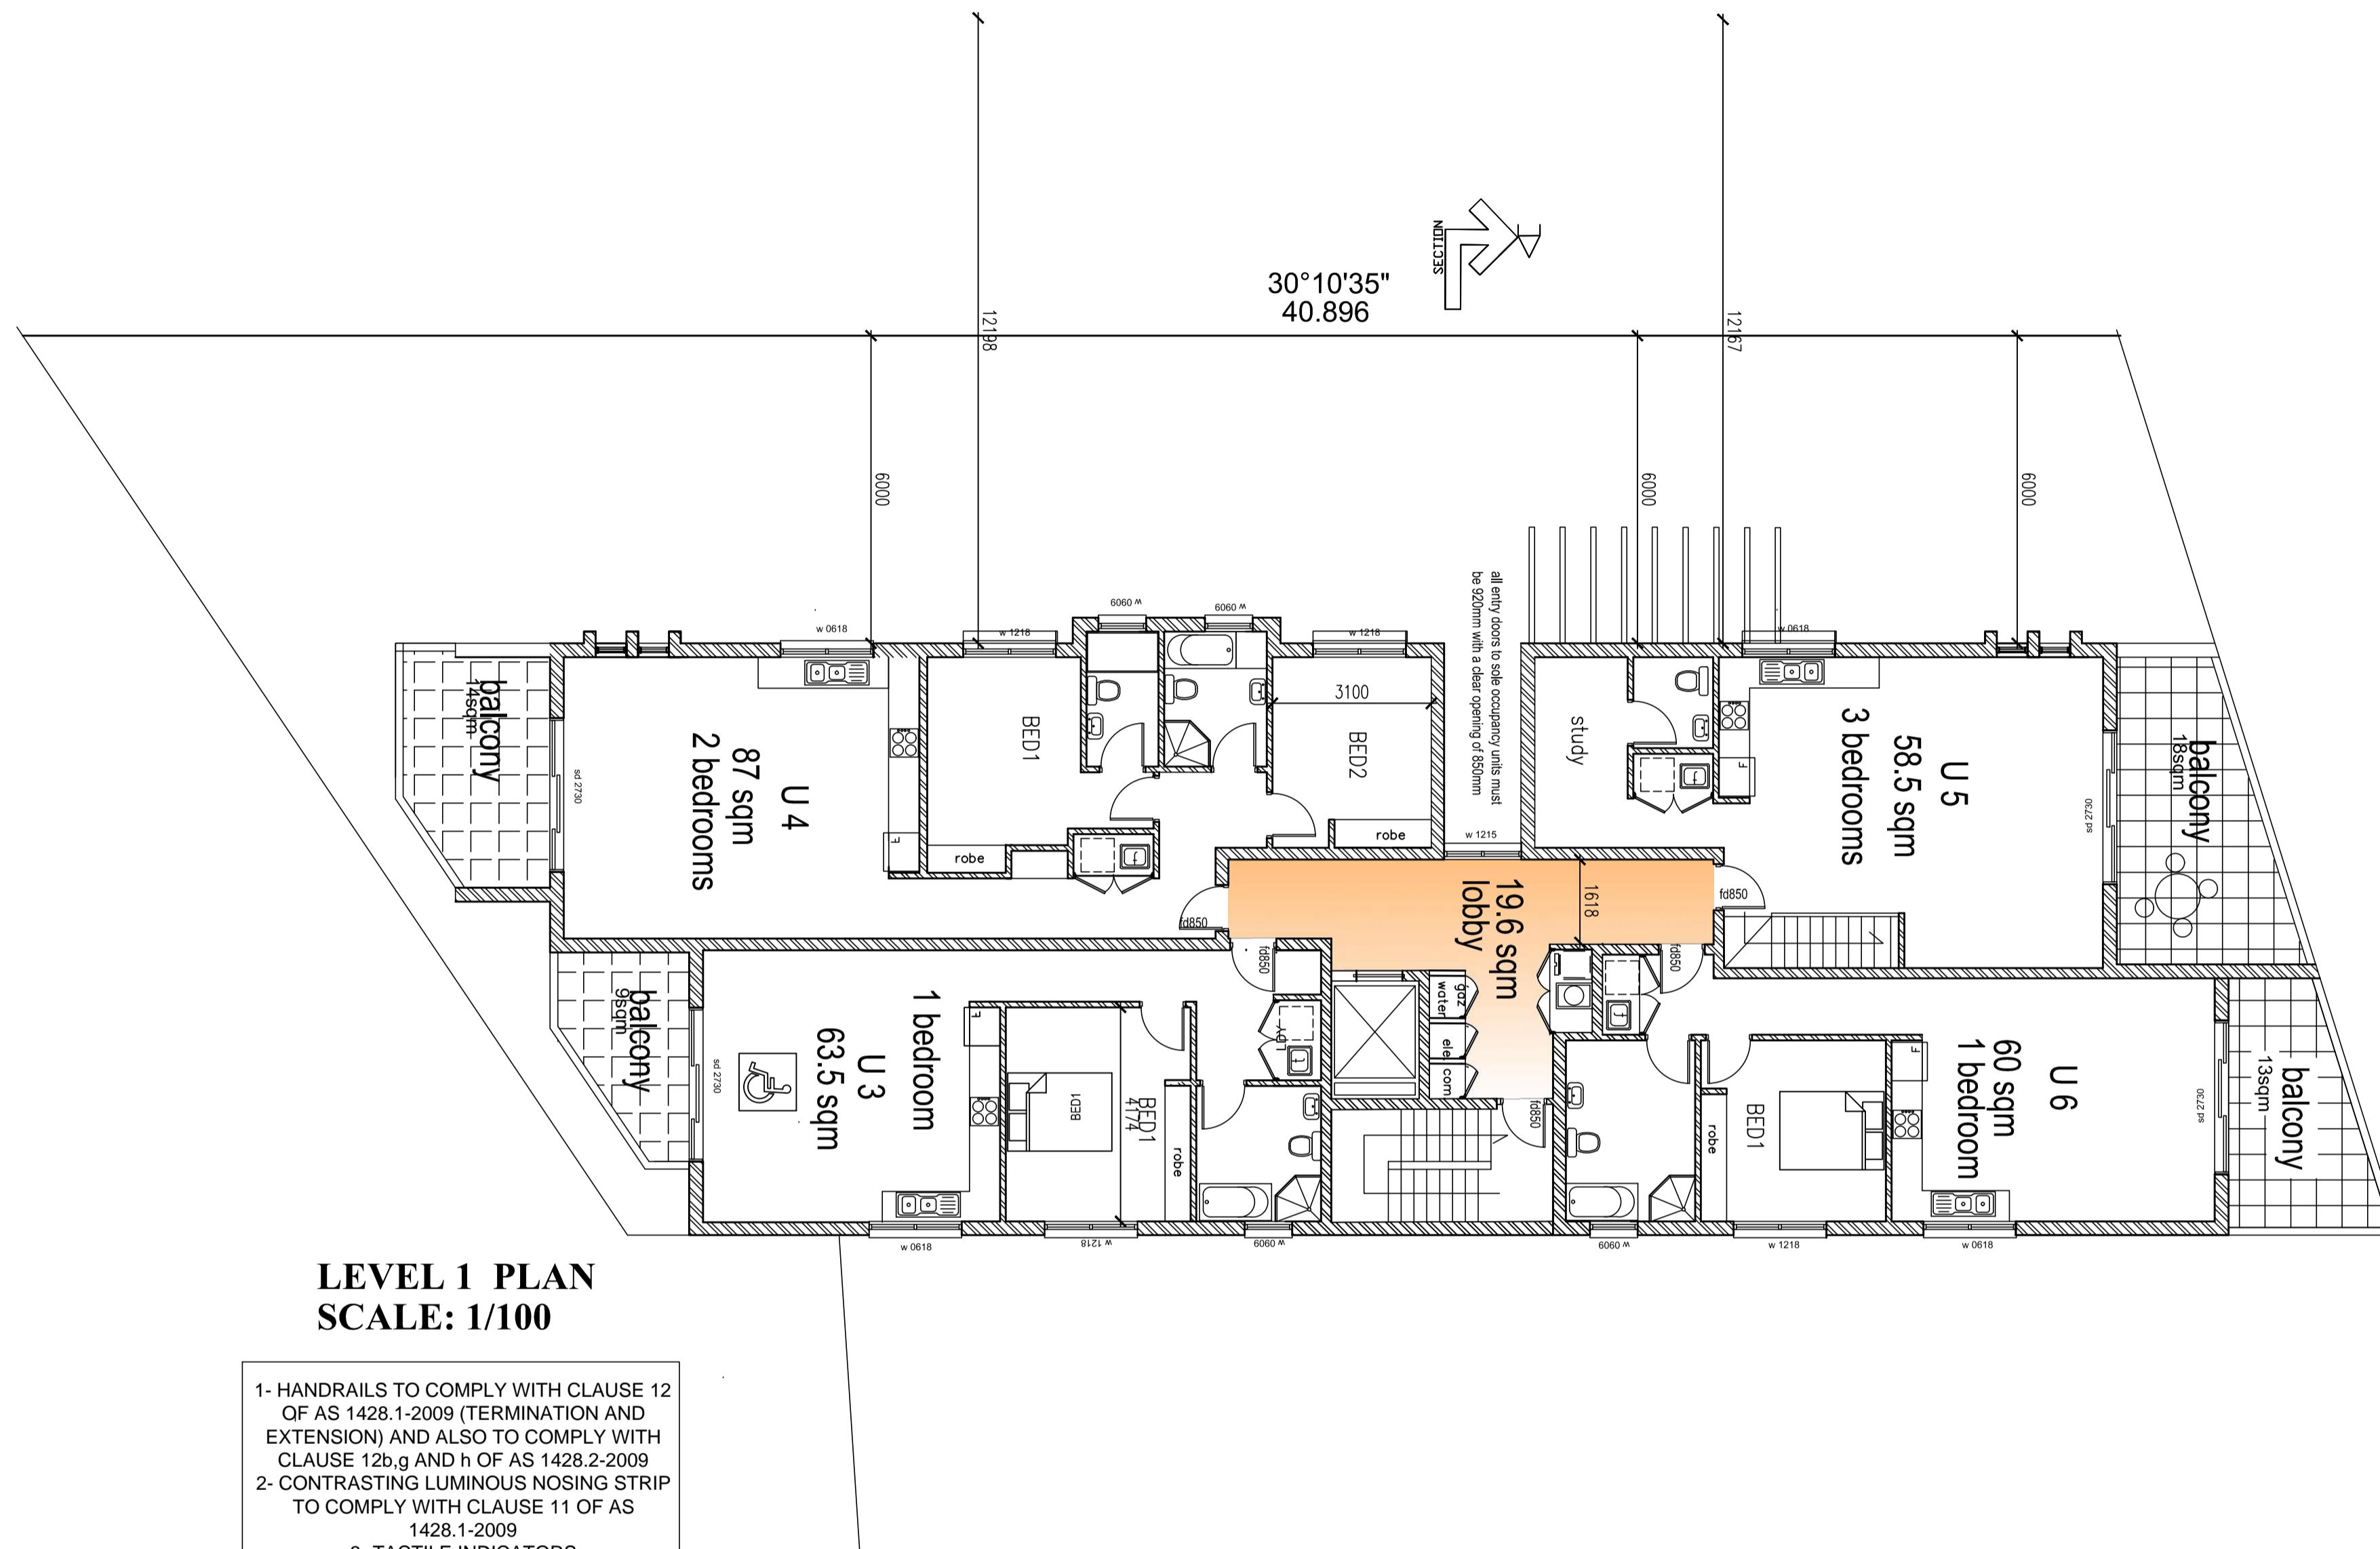 SECTION
30°10'35"
40.896
12198
12167
6000
6000
6000
all entry doors to sole occupancy units must
be 920mm with a clear opening of 850mm
w 0618
w 1218
w 0606
w 0606
w 1218
w 0618
balcony
14sqm
sd 2730
U 4
87 sqm
2 bedrooms
F
BED1
robe
3100
BED2
robe
w 1215
study
F
U 5
58.5 sqm
3 bedrooms
sd 2730
balcony
18sqm
fd850
19.6 sqm
lobby
1618
fd850
fd850
fd850
balcony
9sqm
sd 2730
U 3
63.5 sqm
1 bedroom
F
BED1
BED1
4174
robe
LDY
gaz
water
ele
com
fd850
BED1
robe
F
U 6
60 sqm
1 bedroom
sd 2730
balcony
13sqm
w 0618
w 1218
w 0606
w 0606
w 1218
w 0618
LEVEL 1 PLAN
SCALE: 1/100
1- HANDRAILS TO COMPLY WITH CLAUSE 12
OF AS 1428.1-2009 (TERMINATION AND
EXTENSION) AND ALSO TO COMPLY WITH
CLAUSE 12b,g AND h OF AS 1428.2-2009
2- CONTRASTING LUMINOUS NOSING STRIP
TO COMPLY WITH CLAUSE 11 OF AS
1428.1-2009